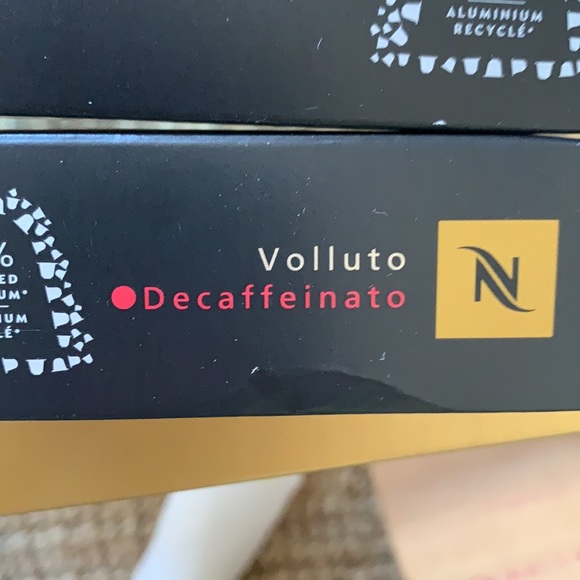 ALUMINIUM
RECYCLÉ*
Volluto
Decaffeinato
N